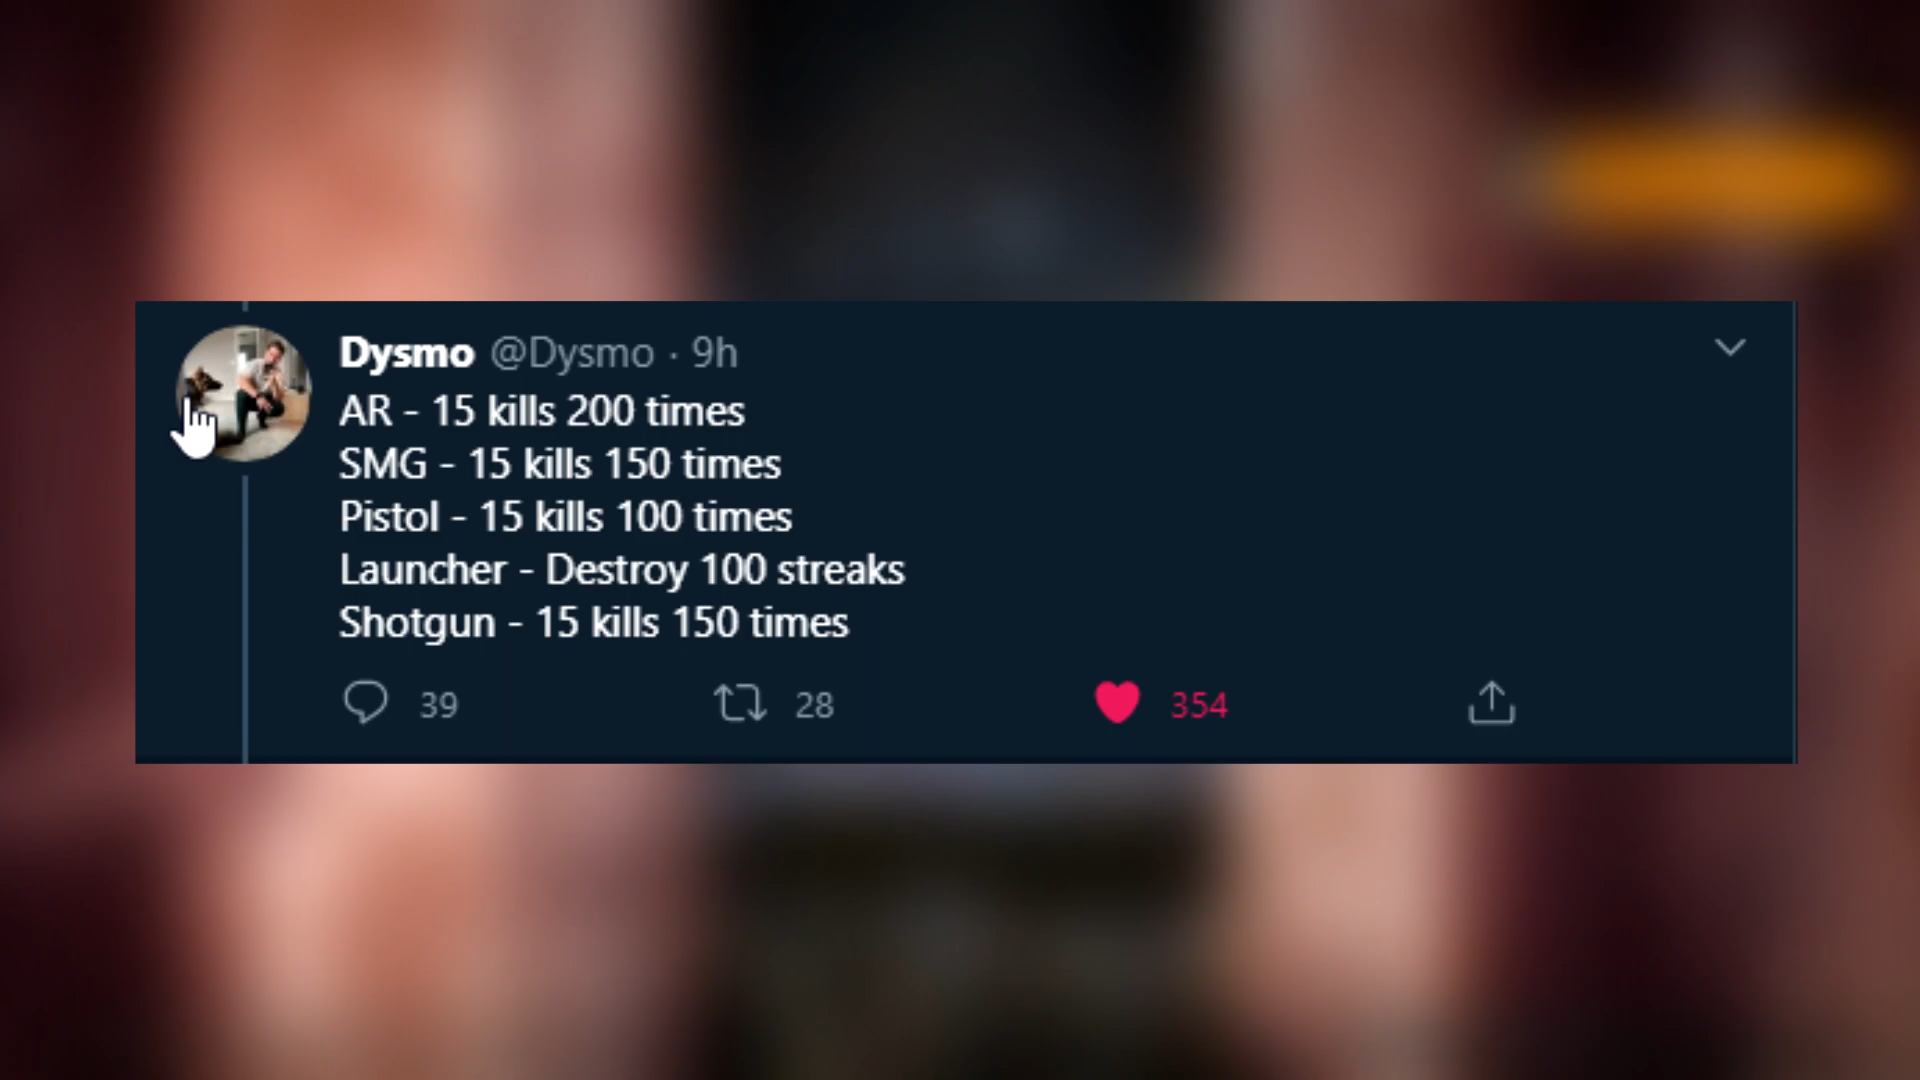 Dysmo @Dysmo · 9h
AR - 15 kills 200 times
SMG - 15 kills 150 times
Pistol - 15 kills 100 times
Launcher - Destroy 100 streaks
Shotgun - 15 kills 150 times
39 28 354